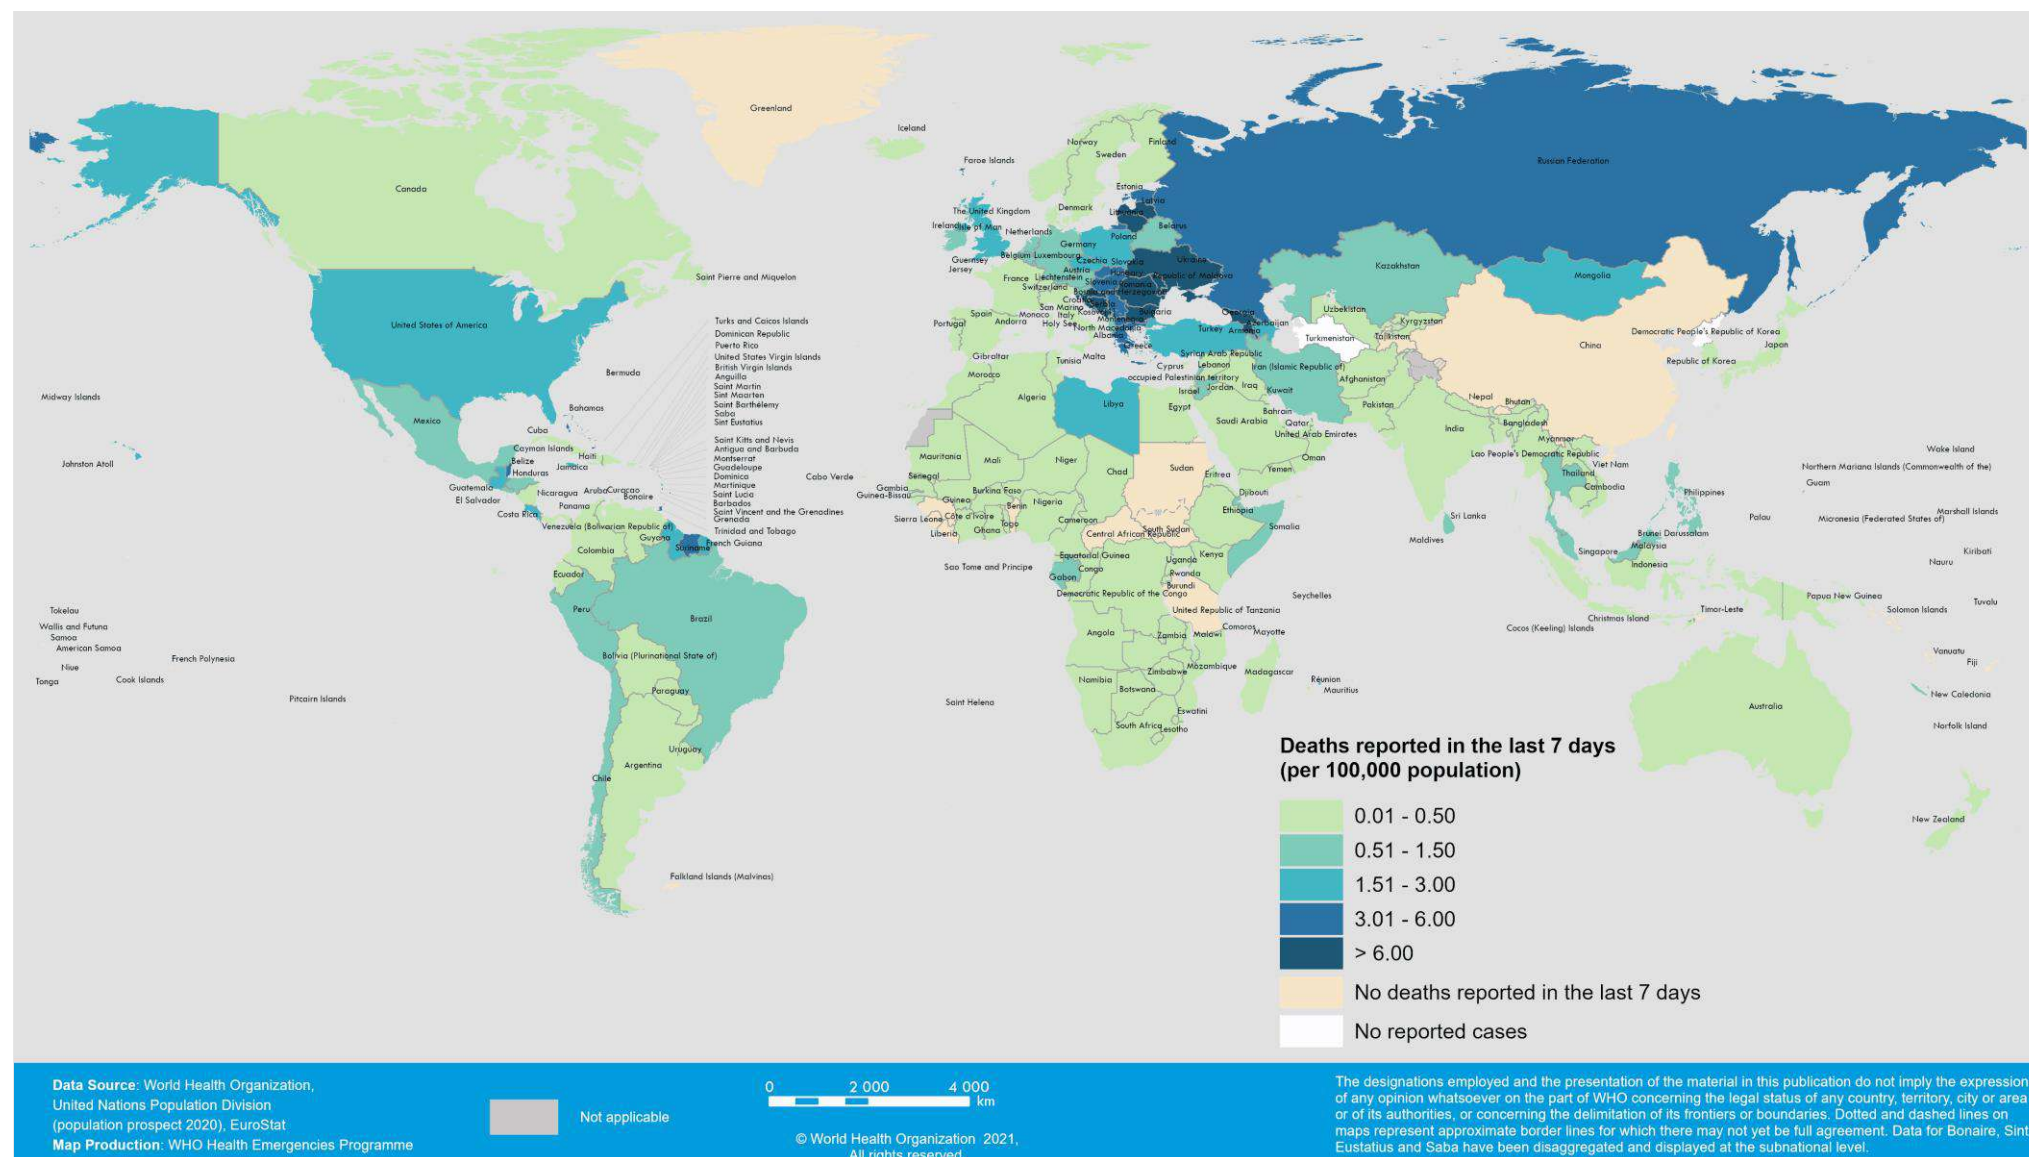 Greenland
Iceland
Norway
Finland
Sweden
Russian Federation
Faroe Islands
Canada
Estonia
Latvia
Lithuania
Denmark
The United Kingdom
Ireland
Isle of Man
Netherlands
Belarus
Poland
Germany
Guernsey
Jersey
Belgium
Luxembourg
Czechia
Slovakia
Ukraine
Austria
Hungary
Republic of Moldova
France
Liechtenstein
Slovenia
Romania
Switzerland
Bosnia and Herzegovina
Croatia
Serbia
San Marino
Kosovo
Bulgaria
Monaco
Italy
Holy See
Montenegro
North Macedonia
Albania
Greece
Spain
Andorra
Portugal
Georgia
Azerbaijan
Armenia
Turkey
Kazakhstan
Mongolia
Uzbekistan
Kyrgyzstan
Turkmenistan
Tajikistan
China
Democratic People's Republic of Korea
Japan
Republic of Korea
Saint Pierre and Miquelon
United States of America
Turks and Caicos Islands
Dominican Republic
Puerto Rico
United States Virgin Islands
British Virgin Islands
Anguilla
Saint Martin
Sint Maarten
Saint Barthélemy
Saba
Sint Eustatius
Saint Kitts and Nevis
Antigua and Barbuda
Montserrat
Guadeloupe
Dominica
Martinique
Saint Lucia
Barbados
Saint Vincent and the Grenadines
Grenada
Trinidad and Tobago
Bermuda
Bahamas
Midway Islands
Johnston Atoll
Mexico
Cuba
Cayman Islands
Haiti
Belize
Honduras
Jamaica
Guatemala
El Salvador
Nicaragua
Aruba
Curacao
Bonaire
Costa Rica
Panama
Venezuela (Bolivarian Republic of)
Guyana
Suriname
French Guiana
Colombia
Ecuador
Peru
Brazil
Bolivia (Plurinational State of)
Paraguay
Uruguay
Argentina
Chile
Falkland Islands (Malvinas)
Tokelau
Wallis and Futuna
Samoa
American Samoa
Niue
Tonga
Cook Islands
French Polynesia
Pitcairn Islands
Gibraltar
Tunisia
Malta
Cyprus
Syrian Arab Republic
Lebanon
occupied Palestinian territory
Israel
Jordan
Iraq
Iran (Islamic Republic of)
Kuwait
Afghanistan
Morocco
Algeria
Libya
Egypt
Saudi Arabia
Bahrain
Qatar
United Arab Emirates
Oman
Yemen
Pakistan
Nepal
Bhutan
India
Bangladesh
Myanmar
Lao People's Democratic Republic
Viet Nam
Thailand
Cambodia
Philippines
Sri Lanka
Maldives
Brunei Darussalam
Malaysia
Singapore
Indonesia
Palau
Wake Island
Northern Mariana Islands (Commonwealth of the)
Guam
Marshall Islands
Micronesia (Federated States of)
Kiribati
Nauru
Papua New Guinea
Solomon Islands
Tuvalu
Timor-Leste
Christmas Island
Cocos (Keeling) Islands
Vanuatu
Fiji
New Caledonia
Norfolk Island
Australia
New Zealand
Cabo Verde
Mauritania
Mali
Niger
Chad
Sudan
Eritrea
Djibouti
Senegal
Gambia
Guinea-Bissau
Guinea
Burkina Faso
Benin
Nigeria
Sierra Leone
Côte d'Ivoire
Liberia
Ghana
Togo
Cameroon
Central African Republic
South Sudan
Ethiopia
Somalia
Equatorial Guinea
Sao Tome and Principe
Gabon
Congo
Uganda
Kenya
Rwanda
Burundi
Democratic Republic of the Congo
United Republic of Tanzania
Seychelles
Comoros
Mayotte
Angola
Zambia
Malawi
Mozambique
Zimbabwe
Madagascar
Namibia
Botswana
Réunion
Mauritius
Saint Helena
Eswatini
South Africa
Lesotho
Deaths reported in the last 7 days
(per 100,000 population)
0.01 - 0.50
0.51 - 1.50
1.51 - 3.00
3.01 - 6.00
> 6.00
No deaths reported in the last 7 days
No reported cases
Data Source: World Health Organization,
United Nations Population Division
(population prospect 2020), EuroStat
Map Production: WHO Health Emergencies Programme
Not applicable
0 2 000 4 000
km
© World Health Organization 2021,
All rights reserved
The designations employed and the presentation of the material in this publication do not imply the expression
of any opinion whatsoever on the part of WHO concerning the legal status of any country, territory, city or area
or of its authorities, or concerning the delimitation of its frontiers or boundaries. Dotted and dashed lines on
maps represent approximate border lines for which there may not yet be full agreement. Data for Bonaire, Sint
Eustatius and Saba have been disaggregated and displayed at the subnational level.